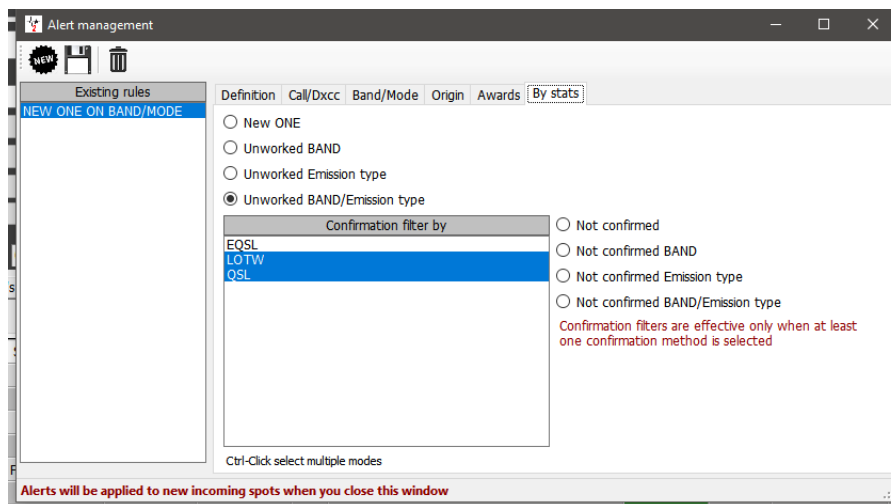 Alert management
NEW
Existing rules
NEW ONE ON BAND/MODE
Definition Call/Dxcc Band/Mode Origin Awards By stats
New ONE
Unworked BAND
Unworked Emission type
Unworked BAND/Emission type
Confirmation filter by
EQSL
LOTW
QSL
Not confirmed
Not confirmed BAND
Not confirmed Emission type
Not confirmed BAND/Emission type
Confirmation filters are effective only when at least
one confirmation method is selected
Ctrl-Click select multiple modes
Alerts will be applied to new incoming spots when you close this window